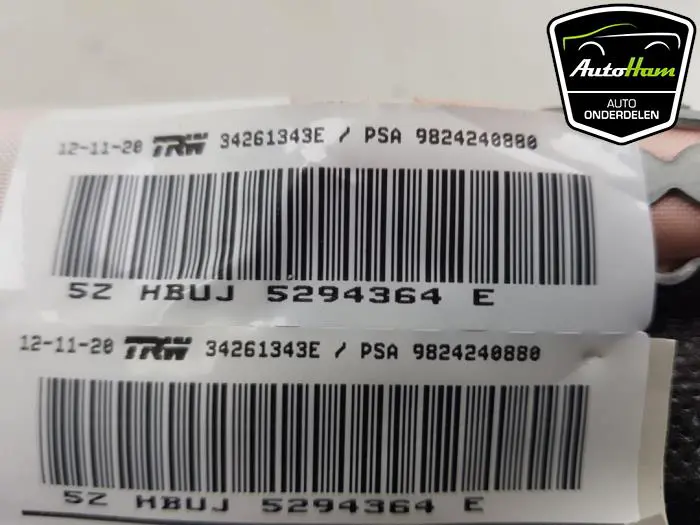 AutoHam
AUTO
ONDERDELEN
12-11-20 TRW 34261343E / PSA 9824240880
5Z HBUJ 5294364 E
12-11-20 TRW 34261343E / PSA 9824240880
5Z HBUJ 5294364 E